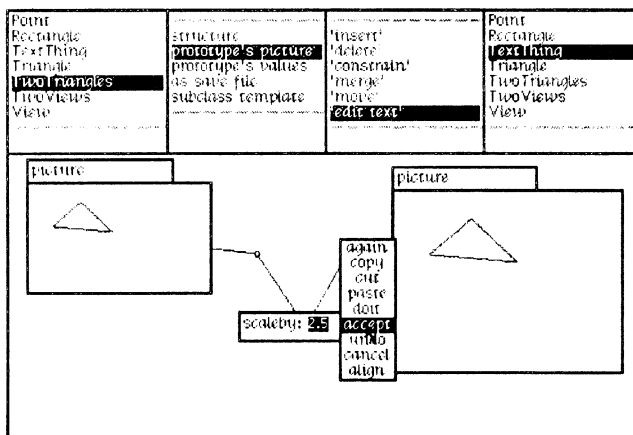 Point
Rectangle
TextThing
Triangle
TwoTriangles
TwoViews
View
structure
prototype's picture
prototype's values
as save file
subclass template
'insert'
'delete'
'constrain'
'merge'
'move'
'edit text'
Point
Rectangle
TextThing
Triangle
TwoTriangles
TwoViews
View
picture
picture
scaleby: 2.5
again
copy
cut
paste
doit
accept
undo
cancel
align